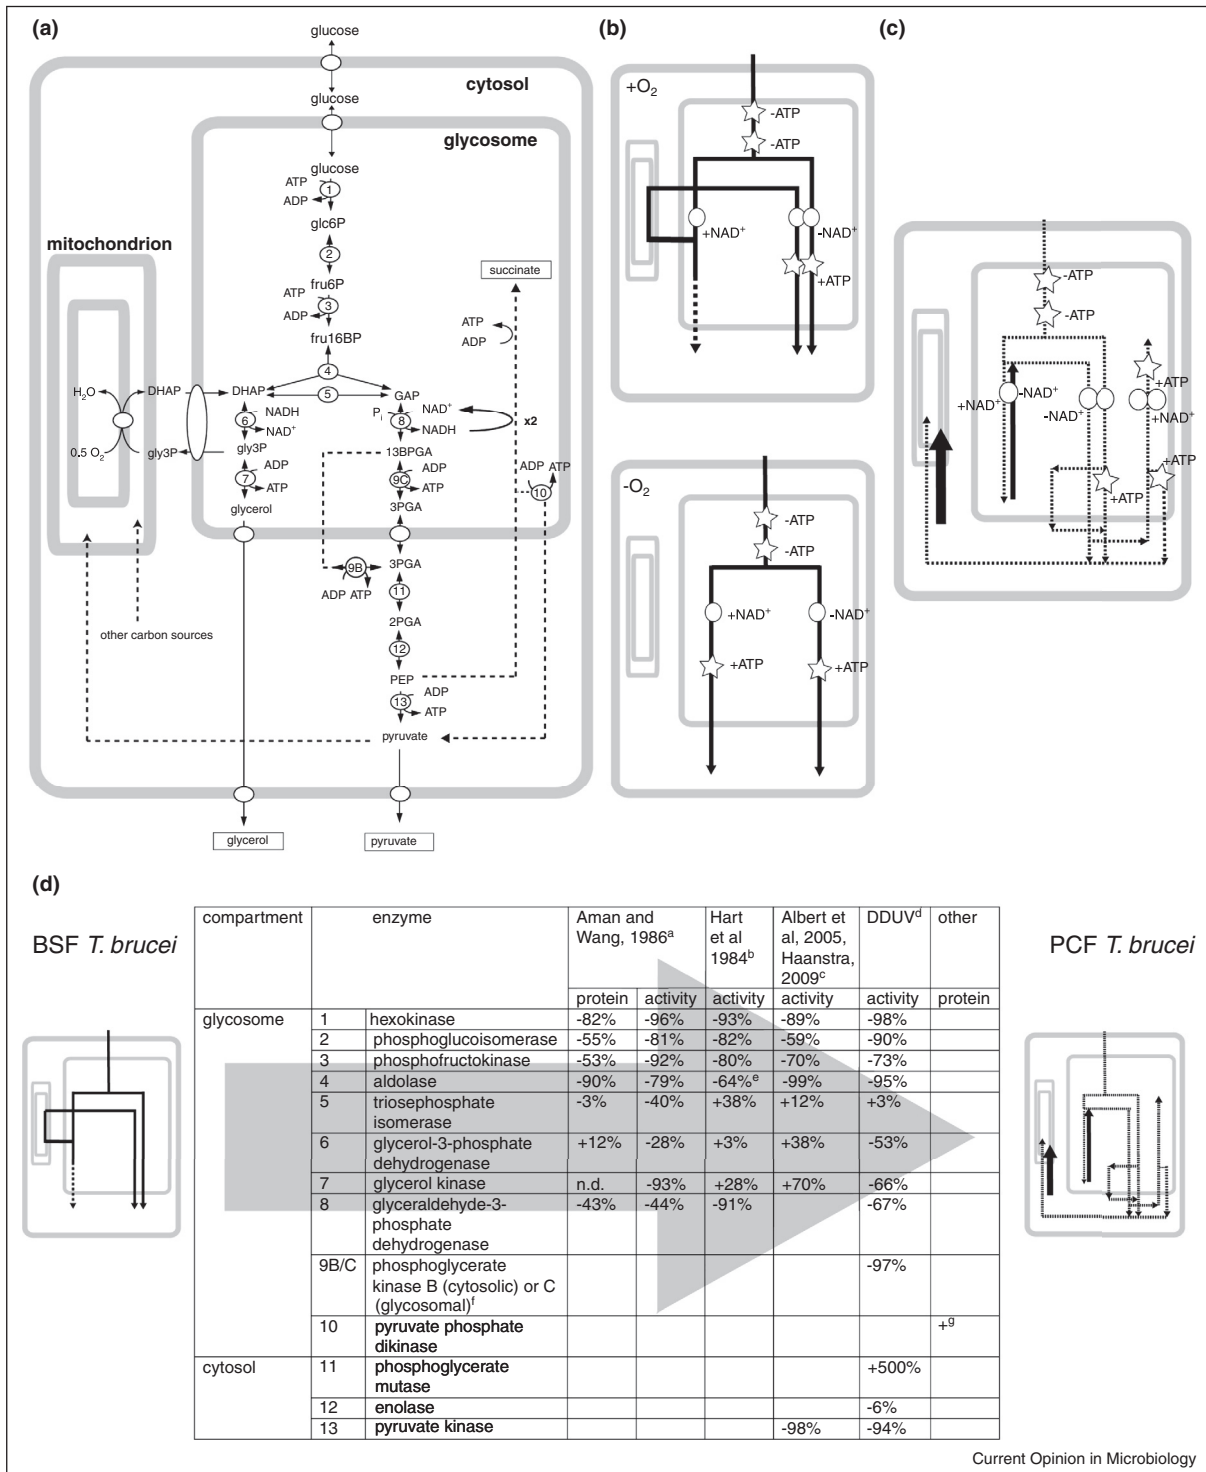 (a)
glucose
cytosol
glucose
glycosome
glucose
ATP
1
ADP
glc6P
mitochondrion
2
fru6P
ATP
3
ADP
fru16BP
4
5
succinate
ATP
ADP
H2O
DHAP
DHAP
GAP
0.5 O2
gly3P
6
NADH
NAD+
gly3P
7
ADP
ATP
glycerol
Pi
8
NAD+
NADH
x2
13BPGA
9C
ADP
ATP
3PGA
ADP ATP
10
3PGA
9B
ADP ATP
11
2PGA
12
PEP
13
ADP
ATP
other carbon sources
pyruvate
glycerol
pyruvate
(b)
+O2
-ATP
-ATP
+NAD+
-NAD+
+ATP
-O2
-ATP
-ATP
+NAD+
-NAD+
+ATP
+ATP
(c)
-ATP
-ATP
+ATP
+NAD+
-NAD+
-NAD+
+NAD+
+ATP
+ATP
(d)
BSF T. brucei
PCF T. brucei
compartment enzyme Aman and Wang, 1986a Hart et al 1984b Albert et al, 2005, Haanstra, 2009c DDUVd other
protein activity activity activity activity protein
glycosome 1 hexokinase -82% -96% -93% -89% -98%
2 phosphoglucoisomerase -55% -81% -82% -59% -90%
3 phosphofructokinase -53% -92% -80% -70% -73%
4 aldolase -90% -79% -64%e -99% -95%
5 triosephosphate isomerase -3% -40% +38% +12% +3%
6 glycerol-3-phosphate dehydrogenase +12% -28% +3% +38% -53%
7 glycerol kinase n.d. -93% +28% +70% -66%
8 glyceraldehyde-3-phosphate dehydrogenase -43% -44% -91% -67%
9B/C phosphoglycerate kinase B (cytosolic) or C (glycosomal)f -97%
10 pyruvate phosphate dikinase +g
cytosol 11 phosphoglycerate mutase +500%
12 enolase -6%
13 pyruvate kinase -98% -94%
Current Opinion in Microbiology